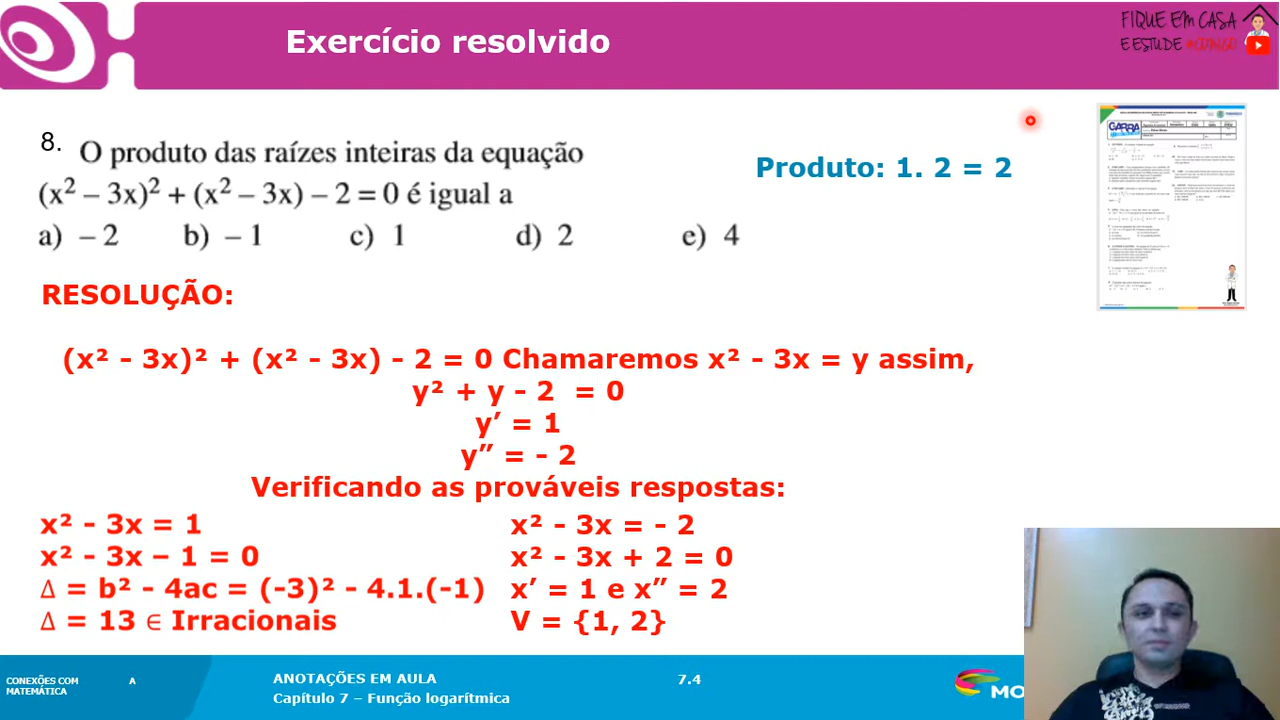 Exercício resolvido
FIQUE EM CASA
E ESTUDE
8. O produto das raízes inteiras da equação
(x² – 3x)² + (x² – 3x) – 2 = 0 é igual a
a) – 2 b) – 1 c) 1 d) 2 e) 4
Produto: 1. 2 = 2
GARRA
RESOLUÇÃO:
(x² - 3x)² + (x² - 3x) - 2 = 0 Chamaremos x² - 3x = y assim,
y² + y - 2 = 0
y’ = 1
y” = - 2
Verificando as prováveis respostas:
x² - 3x = 1
x² - 3x – 1 = 0
Δ = b² - 4ac = (-3)² - 4.1.(-1)
Δ = 13 ∈ Irracionais
x² - 3x = - 2
x² - 3x + 2 = 0
x’ = 1 e x” = 2
V = {1, 2}
CONEXÕES COM A
MATEMÁTICA
ANOTAÇÕES EM AULA
Capítulo 7 – Função logarítmica
7.4
MO